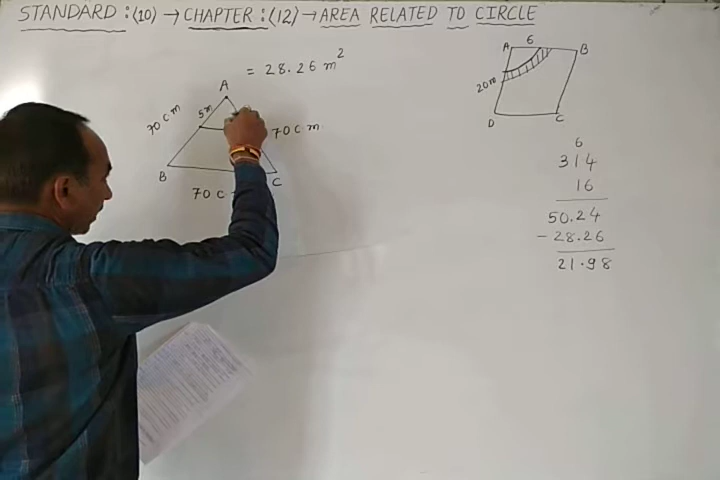 STANDARD : (10) → CHAPTER : (12) → AREA RELATED TO CIRCLE
= 28.26 m²
A
5m
70 cm
70 cm
B
C
70 c
A
6
B
20m
D
C
6
314
16
50.24
- 28.26
21.98